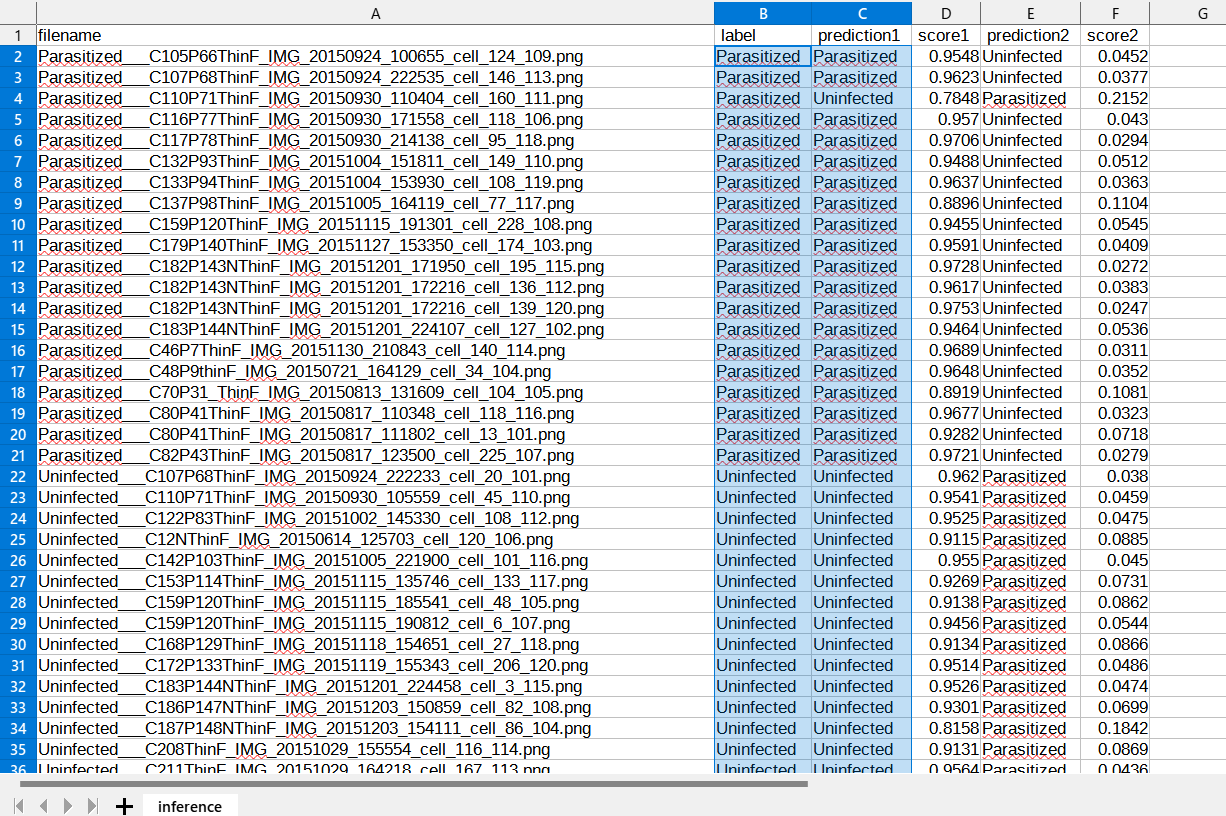 A B C D E F G
1 filename label prediction1 score1 prediction2 score2
2 Parasitized___C105P66ThinF_IMG_20150924_100655_cell_124_109.png Parasitized Parasitized 0.9548 Uninfected 0.0452
3 Parasitized___C107P68ThinF_IMG_20150924_222535_cell_146_113.png Parasitized Parasitized 0.9623 Uninfected 0.0377
4 Parasitized___C110P71ThinF_IMG_20150930_110404_cell_160_111.png Parasitized Uninfected 0.7848 Parasitized 0.2152
5 Parasitized___C116P77ThinF_IMG_20150930_171558_cell_118_106.png Parasitized Parasitized 0.957 Uninfected 0.043
6 Parasitized___C117P78ThinF_IMG_20150930_214138_cell_95_118.png Parasitized Parasitized 0.9706 Uninfected 0.0294
7 Parasitized___C132P93ThinF_IMG_20151004_151811_cell_149_110.png Parasitized Parasitized 0.9488 Uninfected 0.0512
8 Parasitized___C133P94ThinF_IMG_20151004_153930_cell_108_119.png Parasitized Parasitized 0.9637 Uninfected 0.0363
9 Parasitized___C137P98ThinF_IMG_20151005_164119_cell_77_117.png Parasitized Parasitized 0.8896 Uninfected 0.1104
10 Parasitized___C159P120ThinF_IMG_20151115_191301_cell_228_108.png Parasitized Parasitized 0.9455 Uninfected 0.0545
11 Parasitized___C179P140ThinF_IMG_20151127_153350_cell_174_103.png Parasitized Parasitized 0.9591 Uninfected 0.0409
12 Parasitized___C182P143NThinF_IMG_20151201_171950_cell_195_115.png Parasitized Parasitized 0.9728 Uninfected 0.0272
13 Parasitized___C182P143NThinF_IMG_20151201_172216_cell_136_112.png Parasitized Parasitized 0.9617 Uninfected 0.0383
14 Parasitized___C182P143NThinF_IMG_20151201_172216_cell_139_120.png Parasitized Parasitized 0.9753 Uninfected 0.0247
15 Parasitized___C183P144NThinF_IMG_20151201_224107_cell_127_102.png Parasitized Parasitized 0.9464 Uninfected 0.0536
16 Parasitized___C46P7ThinF_IMG_20151130_210843_cell_140_114.png Parasitized Parasitized 0.9689 Uninfected 0.0311
17 Parasitized___C48P9thinF_IMG_20150721_164129_cell_34_104.png Parasitized Parasitized 0.9648 Uninfected 0.0352
18 Parasitized___C70P31_ThinF_IMG_20150813_131609_cell_104_105.png Parasitized Parasitized 0.8919 Uninfected 0.1081
19 Parasitized___C80P41ThinF_IMG_20150817_110348_cell_118_116.png Parasitized Parasitized 0.9677 Uninfected 0.0323
20 Parasitized___C80P41ThinF_IMG_20150817_111802_cell_13_101.png Parasitized Parasitized 0.9282 Uninfected 0.0718
21 Parasitized___C82P43ThinF_IMG_20150817_123500_cell_225_107.png Parasitized Parasitized 0.9721 Uninfected 0.0279
22 Uninfected___C107P68ThinF_IMG_20150924_222233_cell_20_101.png Uninfected Uninfected 0.962 Parasitized 0.038
23 Uninfected___C110P71ThinF_IMG_20150930_105559_cell_45_110.png Uninfected Uninfected 0.9541 Parasitized 0.0459
24 Uninfected___C122P83ThinF_IMG_20151002_145330_cell_108_112.png Uninfected Uninfected 0.9525 Parasitized 0.0475
25 Uninfected___C12NThinF_IMG_20150614_125703_cell_120_106.png Uninfected Uninfected 0.9115 Parasitized 0.0885
26 Uninfected___C142P103ThinF_IMG_20151005_221900_cell_101_116.png Uninfected Uninfected 0.955 Parasitized 0.045
27 Uninfected___C153P114ThinF_IMG_20151115_135746_cell_133_117.png Uninfected Uninfected 0.9269 Parasitized 0.0731
28 Uninfected___C159P120ThinF_IMG_20151115_185541_cell_48_105.png Uninfected Uninfected 0.9138 Parasitized 0.0862
29 Uninfected___C159P120ThinF_IMG_20151115_190812_cell_6_107.png Uninfected Uninfected 0.9456 Parasitized 0.0544
30 Uninfected___C168P129ThinF_IMG_20151118_154651_cell_27_118.png Uninfected Uninfected 0.9134 Parasitized 0.0866
31 Uninfected___C172P133ThinF_IMG_20151119_155343_cell_206_120.png Uninfected Uninfected 0.9514 Parasitized 0.0486
32 Uninfected___C183P144NThinF_IMG_20151201_224458_cell_3_115.png Uninfected Uninfected 0.9526 Parasitized 0.0474
33 Uninfected___C186P147NThinF_IMG_20151203_150859_cell_82_108.png Uninfected Uninfected 0.9301 Parasitized 0.0699
34 Uninfected___C187P148NThinF_IMG_20151203_154111_cell_86_104.png Uninfected Uninfected 0.8158 Parasitized 0.1842
35 Uninfected___C208ThinF_IMG_20151029_155554_cell_116_114.png Uninfected Uninfected 0.9131 Parasitized 0.0869
36 Uninfected___C211ThinF_IMG_20151029_164218_cell_167_113.png Uninfected Uninfected 0.9564 Parasitized 0.0436
inference